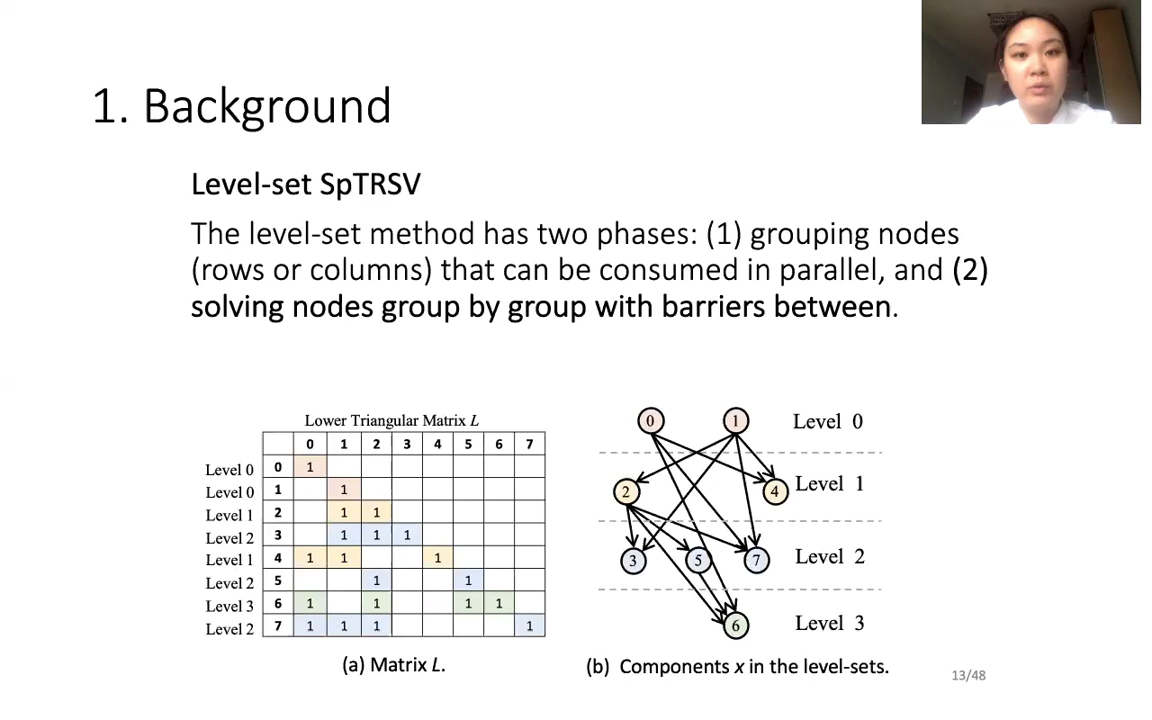 1. Background
Level-set SpTRSV
The level-set method has two phases: (1) grouping nodes
(rows or columns) that can be consumed in parallel, and (2)
solving nodes group by group with barriers between.
Lower Triangular Matrix L
0 1 2 3 4 5 6 7
Level 0 0 1
Level 0 1 1
Level 1 2 1 1
Level 2 3 1 1 1
Level 1 4 1 1 1
Level 2 5 1 1
Level 3 6 1 1 1 1
Level 2 7 1 1 1 1
(a) Matrix L.
0 1 Level 0
2 4 Level 1
3 5 7 Level 2
6 Level 3
(b) Components x in the level-sets.
13/48